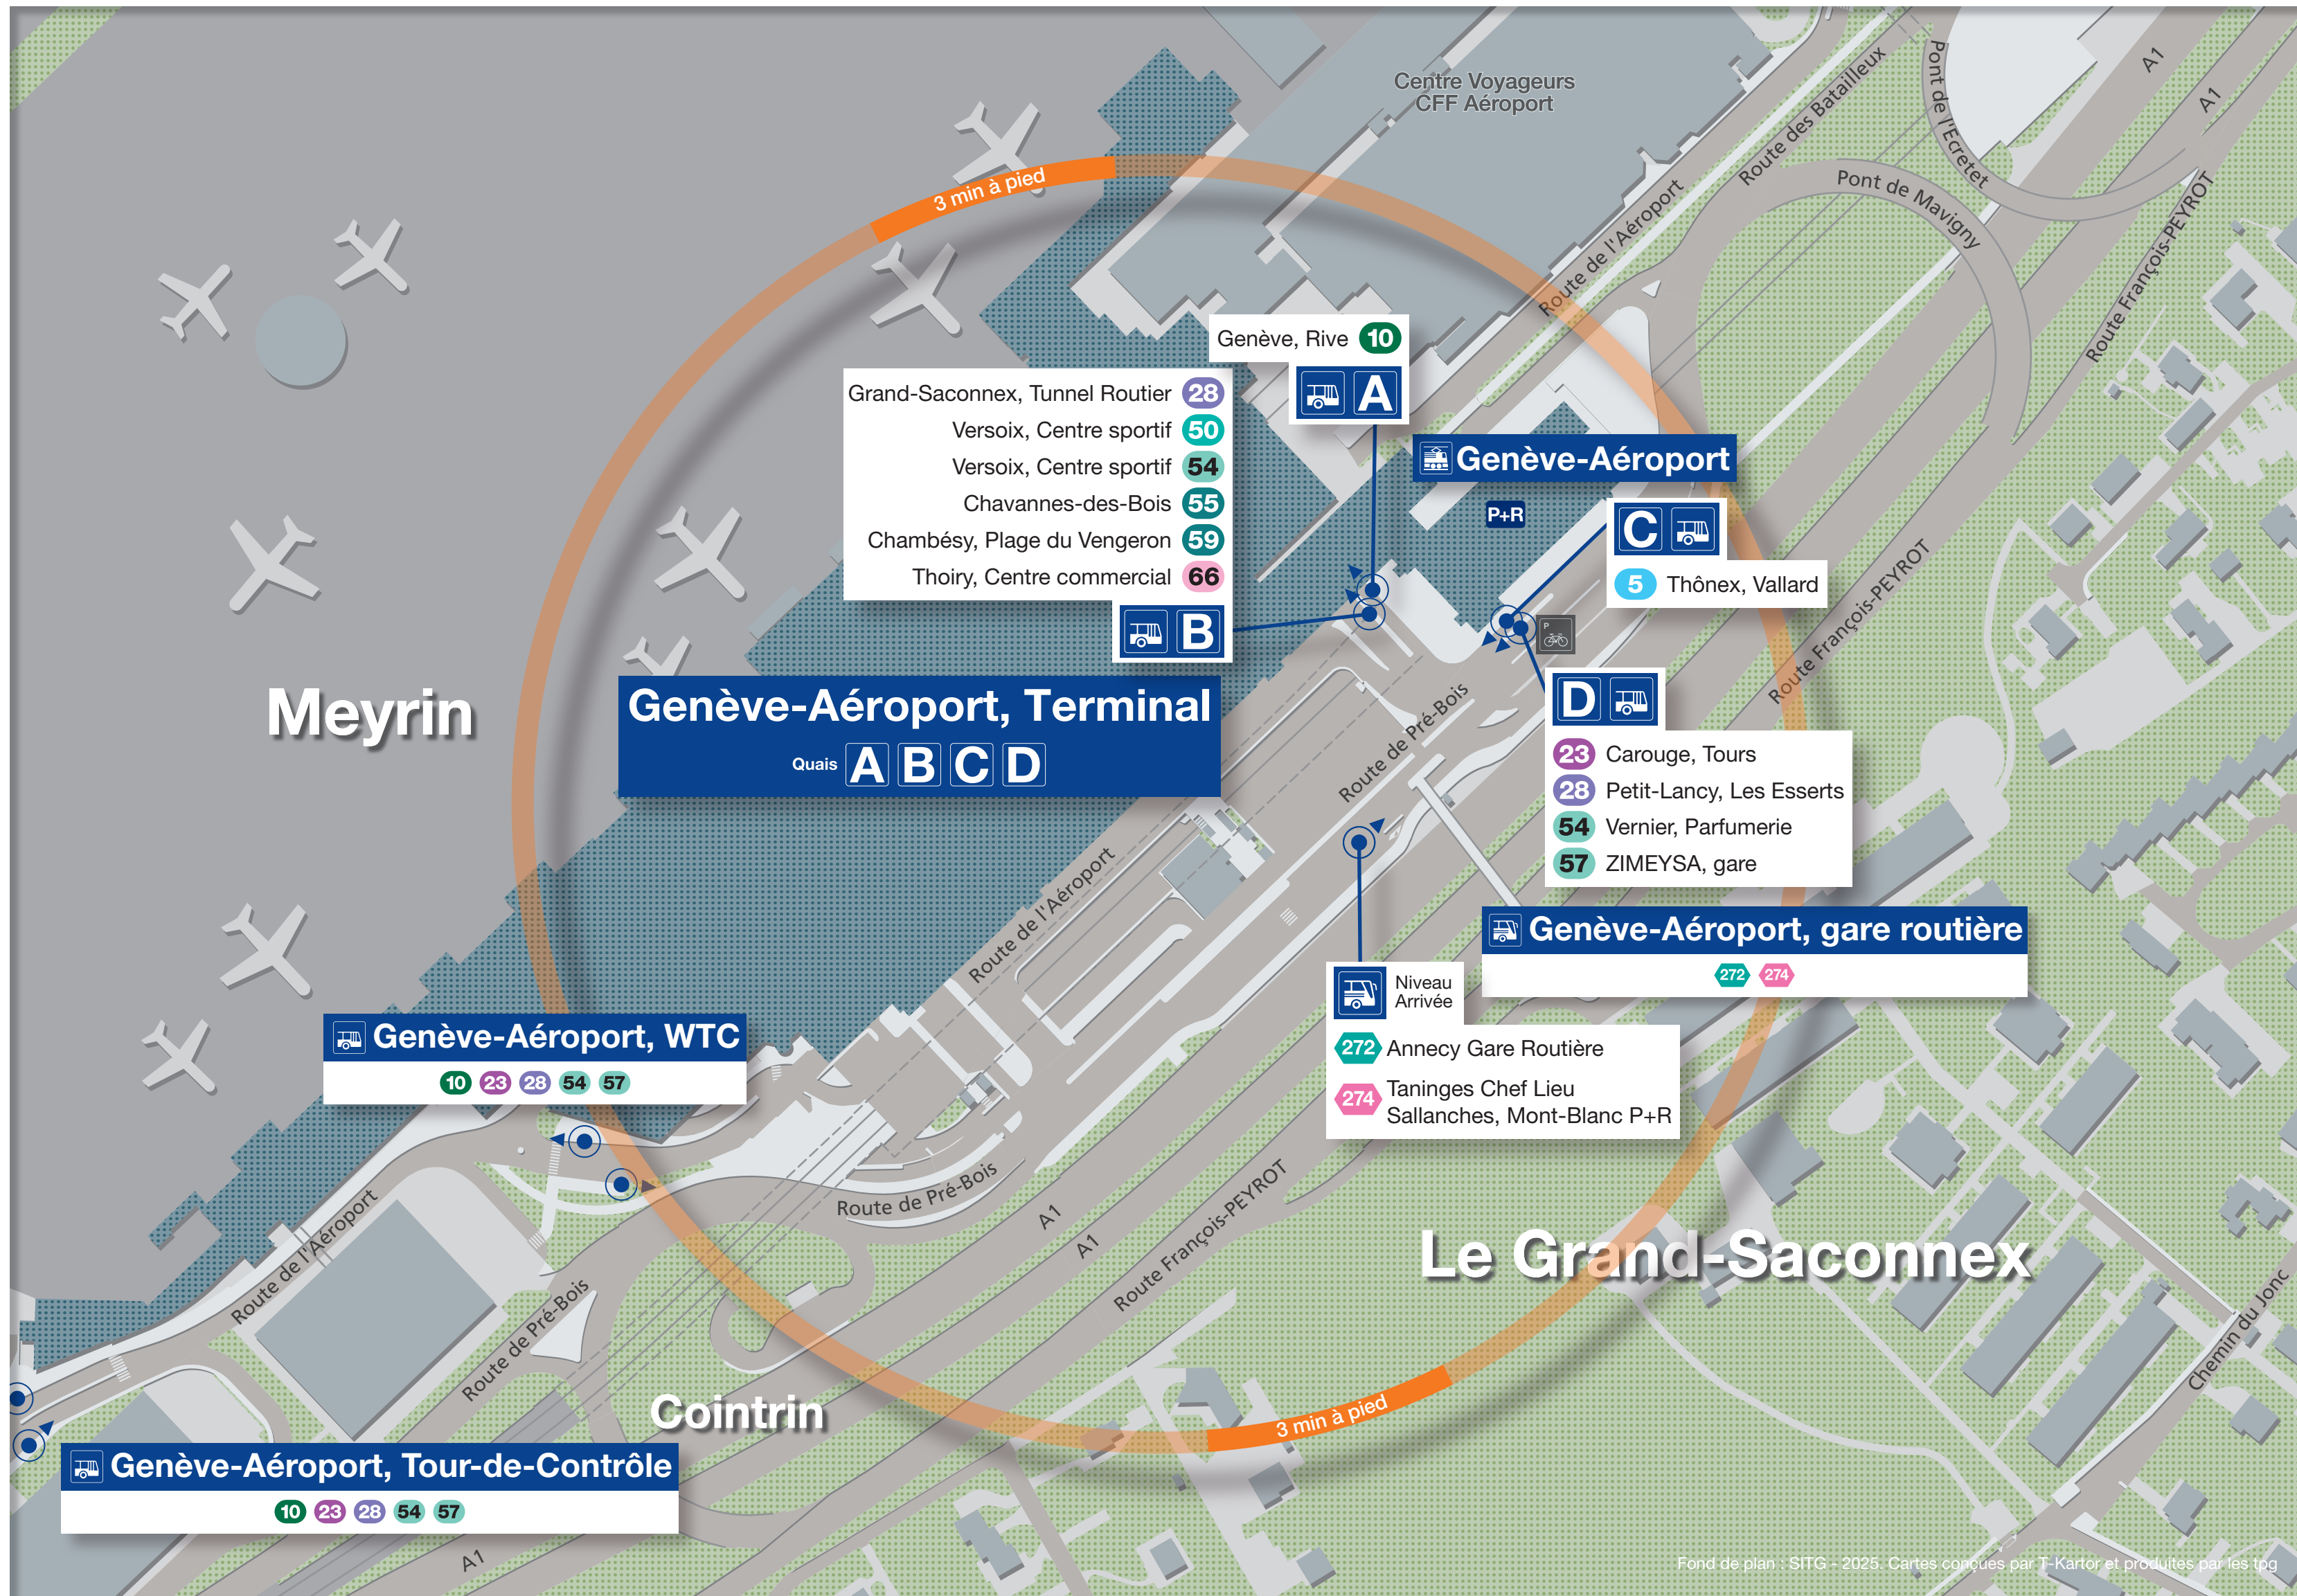 Centre Voyageurs
CFF Aéroport
Route des Batailleux
Pont de l'Ecretet
A1
A1
Pont de Mavigny
Route François-PEYROT
Route de l'Aéroport
3 min à pied
Genève, Rive 10
A
Grand-Saconnex, Tunnel Routier 28
Versoix, Centre sportif 50
Versoix, Centre sportif 54
Chavannes-des-Bois 55
Chambésy, Plage du Vengeron 59
Thoiry, Centre commercial 66
B
Genève-Aéroport
P+R
C
5 Thônex, Vallard
P
Route François-PEYROT
Meyrin
Genève-Aéroport, Terminal
Quais A B C D
Route de Pré-Bois
D
23 Carouge, Tours
28 Petit-Lancy, Les Esserts
54 Vernier, Parfumerie
57 ZIMEYSA, gare
Route de l'Aéroport
Genève-Aéroport, gare routière
272 274
Niveau
Arrivée
272 Annecy Gare Routière
274 Taninges Chef Lieu
Sallanches, Mont-Blanc P+R
Genève-Aéroport, WTC
10 23 28 54 57
Route de Pré-Bois
A1
A1
Route François-PEYROT
Le Grand-Saconnex
Route de l'Aéroport
Route de Pré-Bois
Chemin du Jonc
Cointrin
3 min à pied
Genève-Aéroport, Tour-de-Contrôle
10 23 28 54 57
A1
Fond de plan : SITG - 2025. Cartes conçues par T-Kartor et produites par les tpg